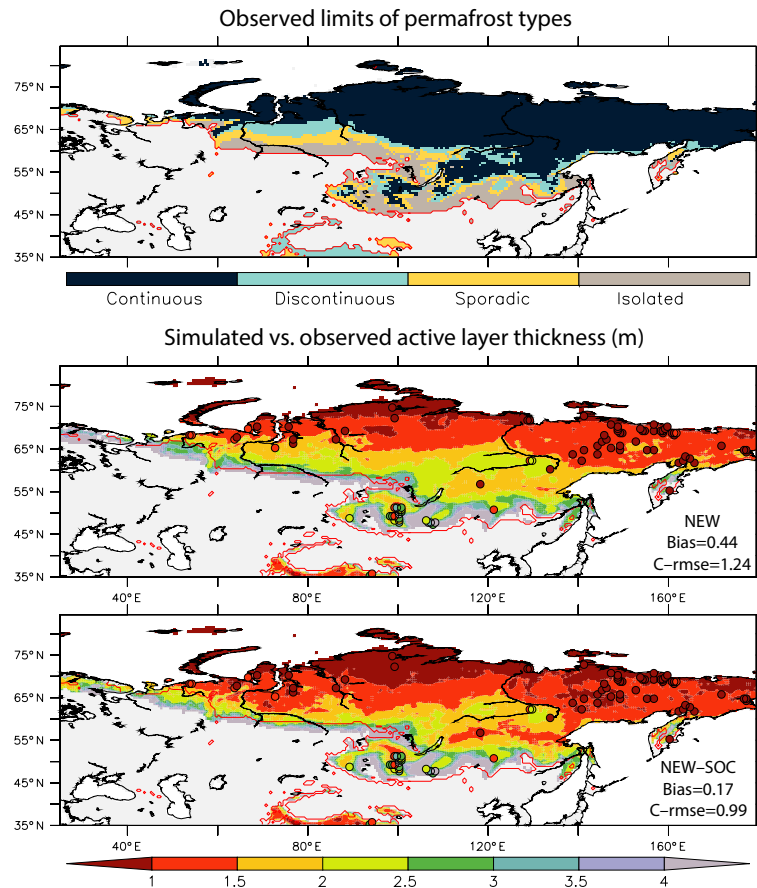 Observed limits of permafrost types
75°N
65°N
55°N
45°N
35°N
Continuous Discontinuous Sporadic Isolated
Simulated vs. observed active layer thickness (m)
75°N
65°N
55°N
45°N
35°N
NEW
Bias=0.44
C-rmse=1.24
40°E 80°E 120°E 160°E
75°N
65°N
55°N
45°N
35°N
NEW-SOC
Bias=0.17
C-rmse=0.99
40°E 80°E 120°E 160°E
1 1.5 2 2.5 3 3.5 4